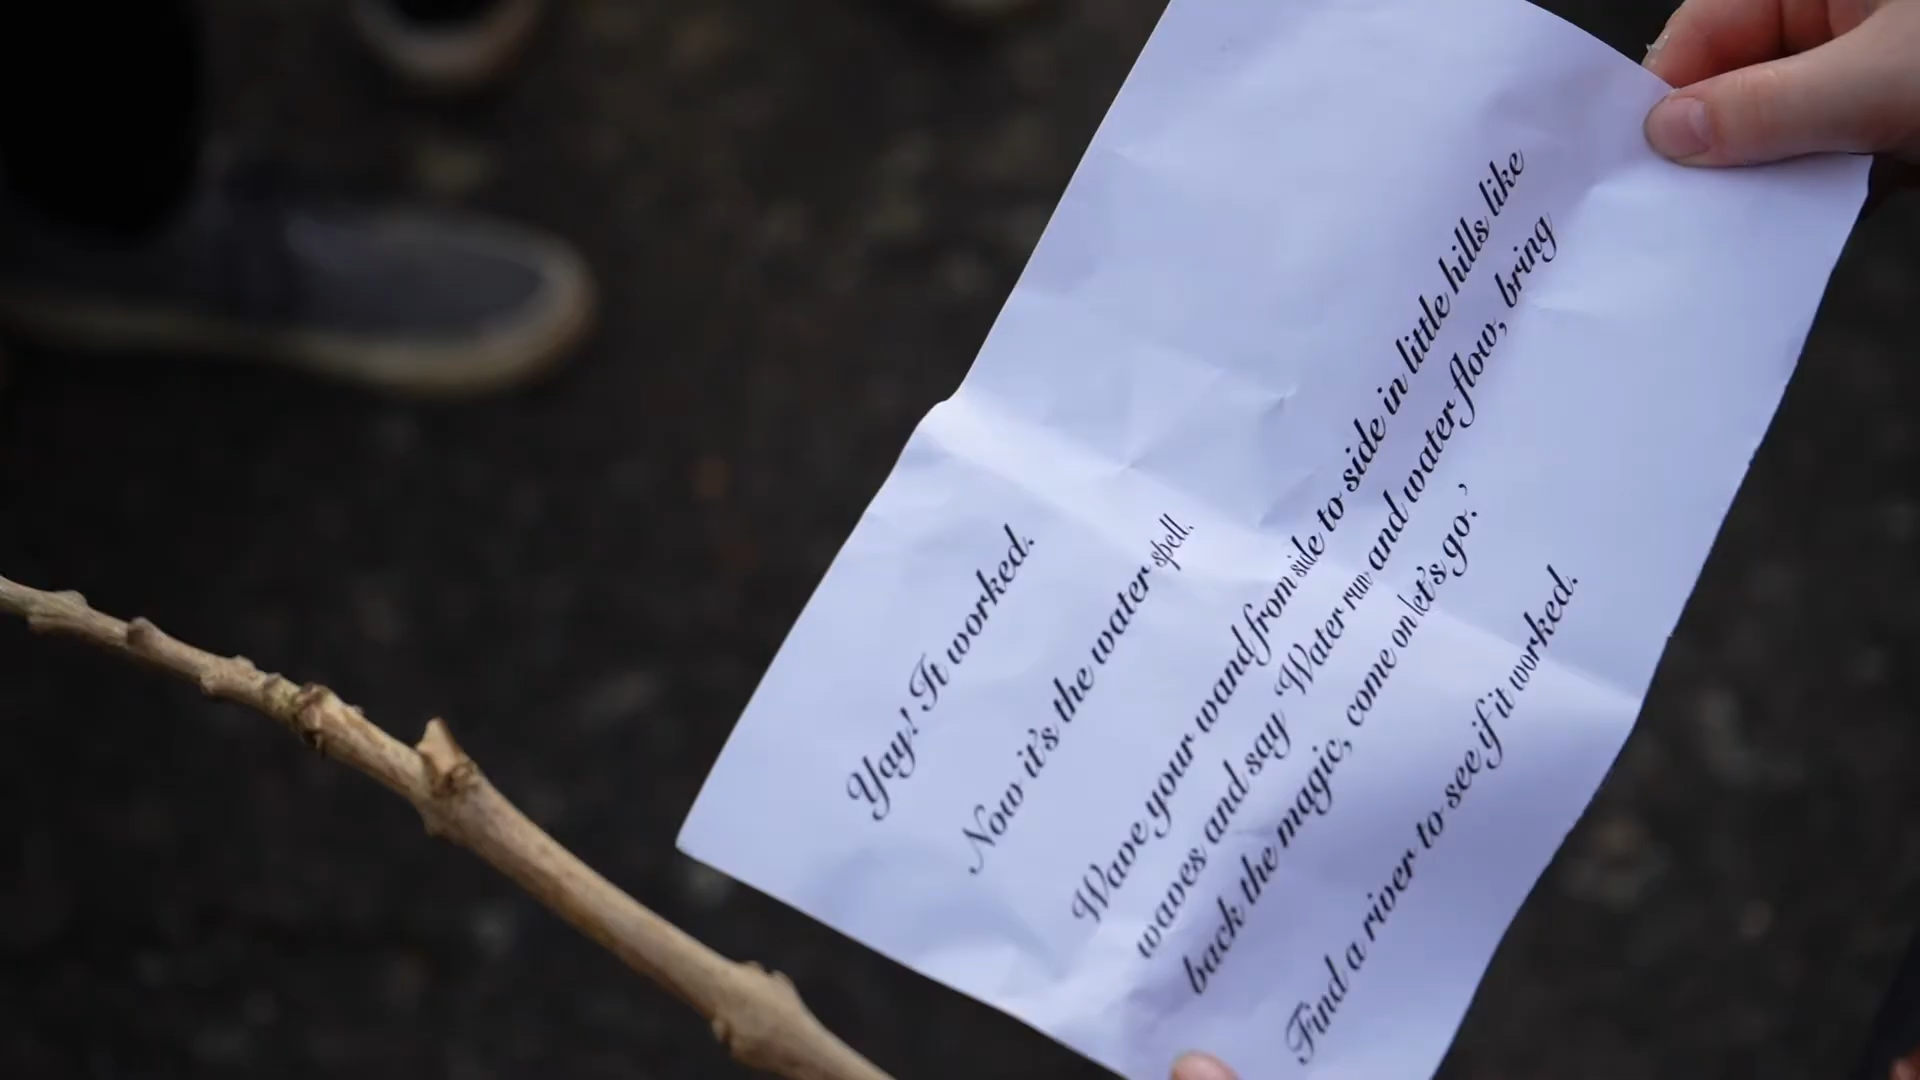 Yay! It worked.
Now it's the water spell.
Wave your wand from side to side in little hills like
waves and say 'Water run and water flow, bring
back the magic, come on let's go.'
Find a river to see if it worked.